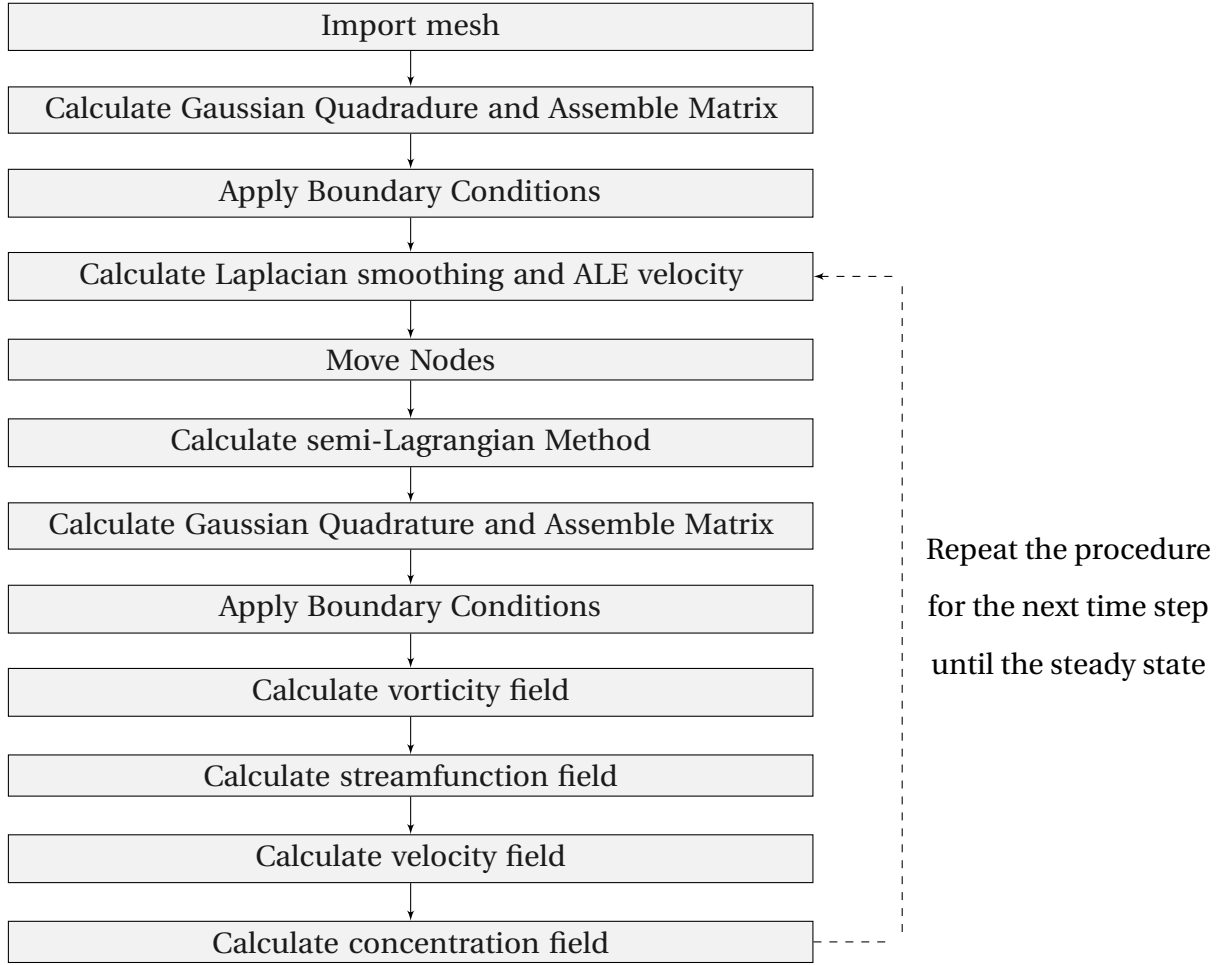 Import mesh
Calculate Gaussian Quadradure and Assemble Matrix
Apply Boundary Conditions
Calculate Laplacian smoothing and ALE velocity
Move Nodes
Calculate semi-Lagrangian Method
Calculate Gaussian Quadrature and Assemble Matrix
Apply Boundary Conditions
Calculate vorticity field
Calculate streamfunction field
Calculate velocity field
Calculate concentration field
Repeat the procedure
for the next time step
until the steady state